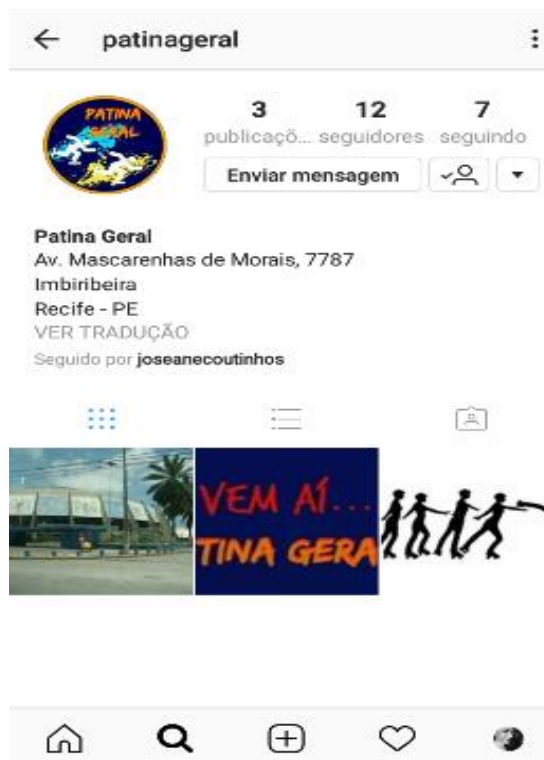 patinageral
PATINA
GERAL
3 12 7
publicaçõ... seguidores seguindo
Enviar mensagem
Patina Geral
Av. Mascarenhas de Morais, 7787
Imbiribeira
Recife - PE
VER TRADUÇÃO
Seguido por joseanecoutinhos
VEM AÍ...
TINA GERA